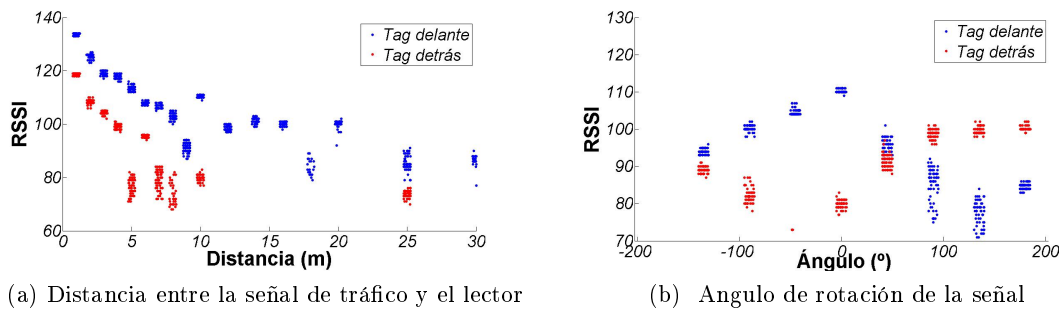 140
120
100
80
60
RSSI
0
5
10
15
20
25
30
Distancia (m)
Tag delante
Tag detrás
(a) Distancia entre la señal de tráfico y el lector
130
120
110
100
90
80
70
RSSI
-200
-100
0
100
200
Ángulo (º)
Tag delante
Tag detrás
(b) Angulo de rotación de la señal